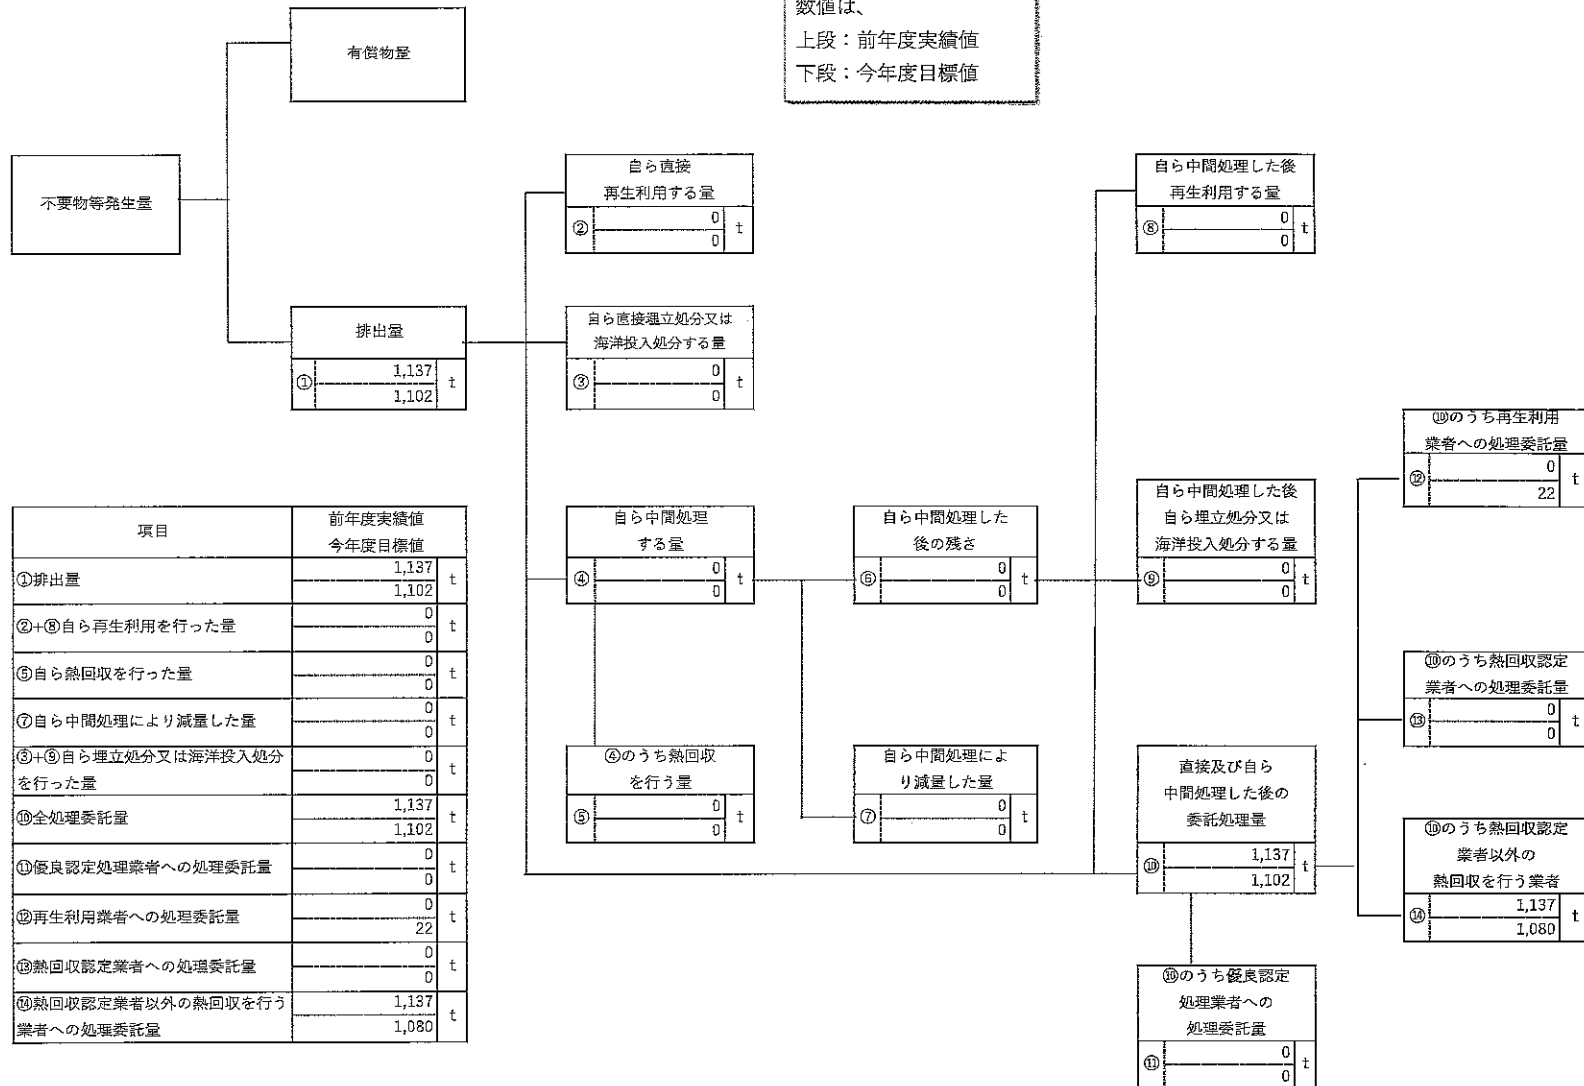 数値は、
上段：前年度実績値
下段：今年度目標値
有償物量
不要物等発生量
自ら直接
再生利用する量
②
0
0
t
自ら中間処理した後
再生利用する量
⑧
0
0
t
排出量
①
1,137
1,102
t
自ら直接埋立処分又は
海洋投入処分する量
③
0
0
t
⑩のうち再生利用
業者への処理委託量
⑫
0
22
t
自ら中間処理
する量
④
0
0
t
自ら中間処理した
後の残さ
⑥
0
0
t
自ら中間処理した後
自ら埋立処分又は
海洋投入処分する量
⑨
0
0
t
⑩のうち熱回収認定
業者への処理委託量
⑬
0
0
t
④のうち熱回収
を行う量
⑤
0
0
t
自ら中間処理によ
り減量した量
⑦
0
0
t
直接及び自ら
中間処理した後の
委託処理量
⑩
1,137
1,102
t
⑩のうち熱回収認定
業者以外の
熱回収を行う業者
⑭
1,137
1,080
t
⑩のうち優良認定
処理業者への
処理委託量
⑪
0
0
t
項目
前年度実績値
今年度目標値
①排出量
1,137
1,102
t
②+⑧自ら再生利用を行った量
0
0
t
⑤自ら熱回収を行った量
0
0
t
⑦自ら中間処理により減量した量
0
0
t
③+⑨自ら埋立処分又は海洋投入処分
を行った量
0
0
t
⑩全処理委託量
1,137
1,102
t
⑪優良認定処理業者への処理委託量
0
0
t
⑫再生利用業者への処理委託量
0
22
t
⑬熱回収認定業者への処理委託量
0
0
t
⑭熱回収認定業者以外の熱回収を行う
業者への処理委託量
1,137
1,080
t